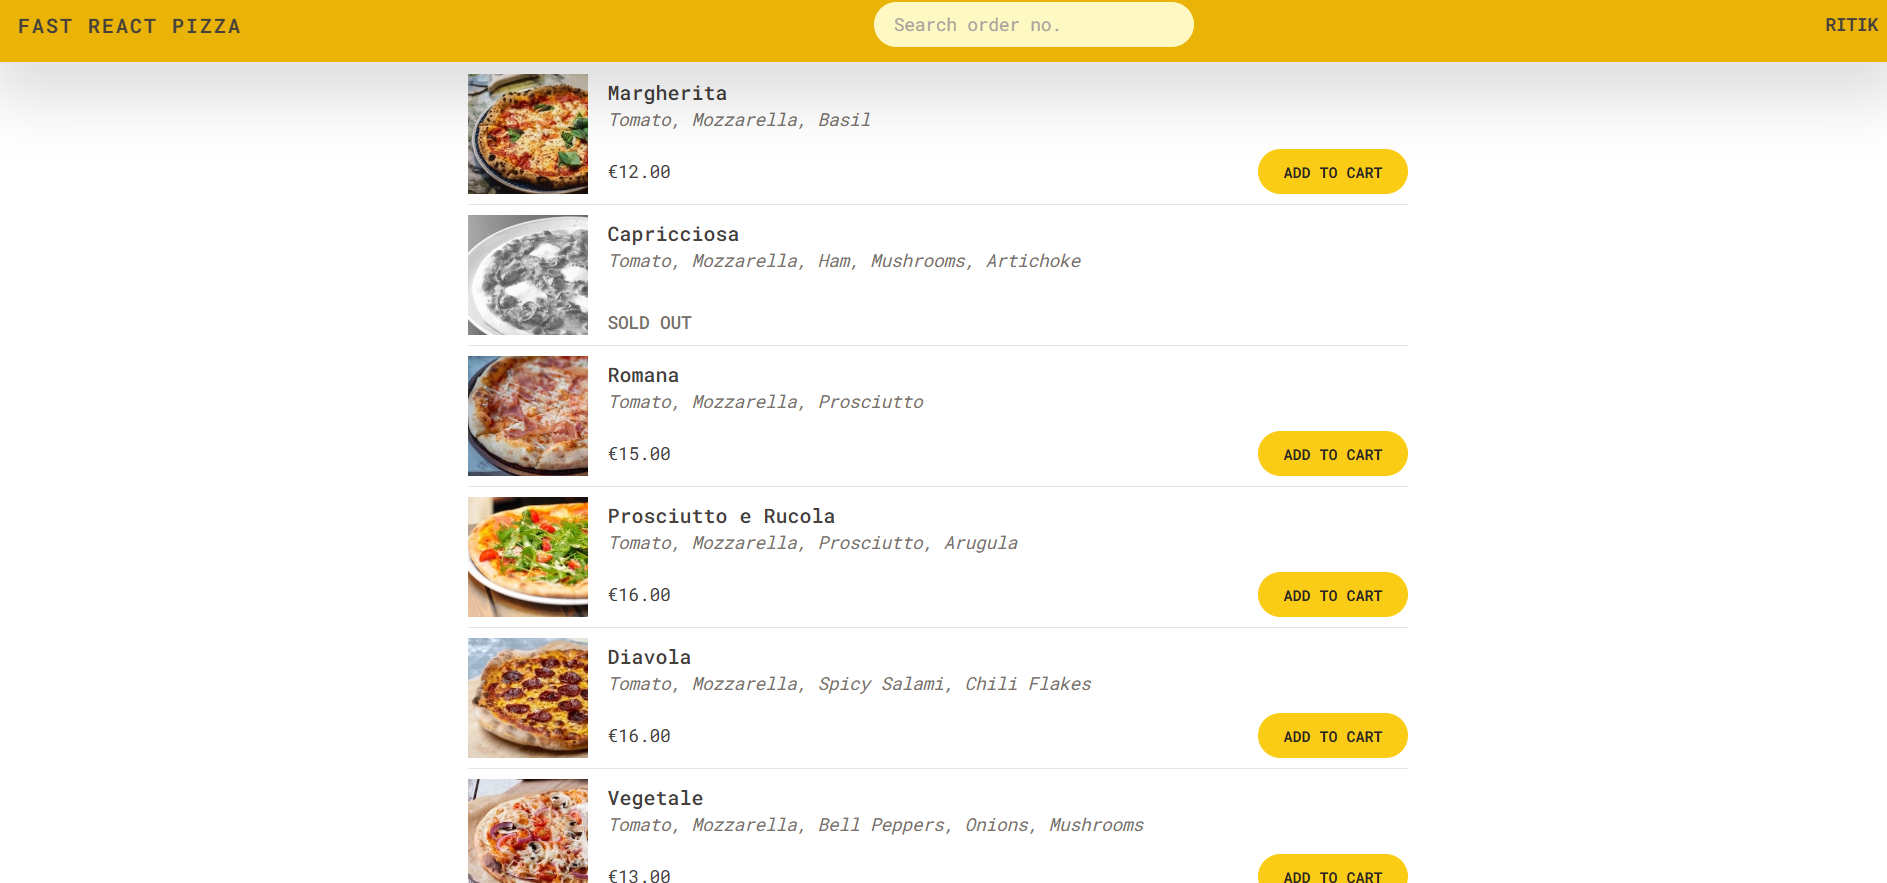 FAST REACT PIZZA
Search order no.
RITIK
Margherita
Tomato, Mozzarella, Basil
€12.00
ADD TO CART
Capricciosa
Tomato, Mozzarella, Ham, Mushrooms, Artichoke
SOLD OUT
Romana
Tomato, Mozzarella, Prosciutto
€15.00
ADD TO CART
Prosciutto e Rucola
Tomato, Mozzarella, Prosciutto, Arugula
€16.00
ADD TO CART
Diavola
Tomato, Mozzarella, Spicy Salami, Chili Flakes
€16.00
ADD TO CART
Vegetale
Tomato, Mozzarella, Bell Peppers, Onions, Mushrooms
€13.00
ADD TO CART